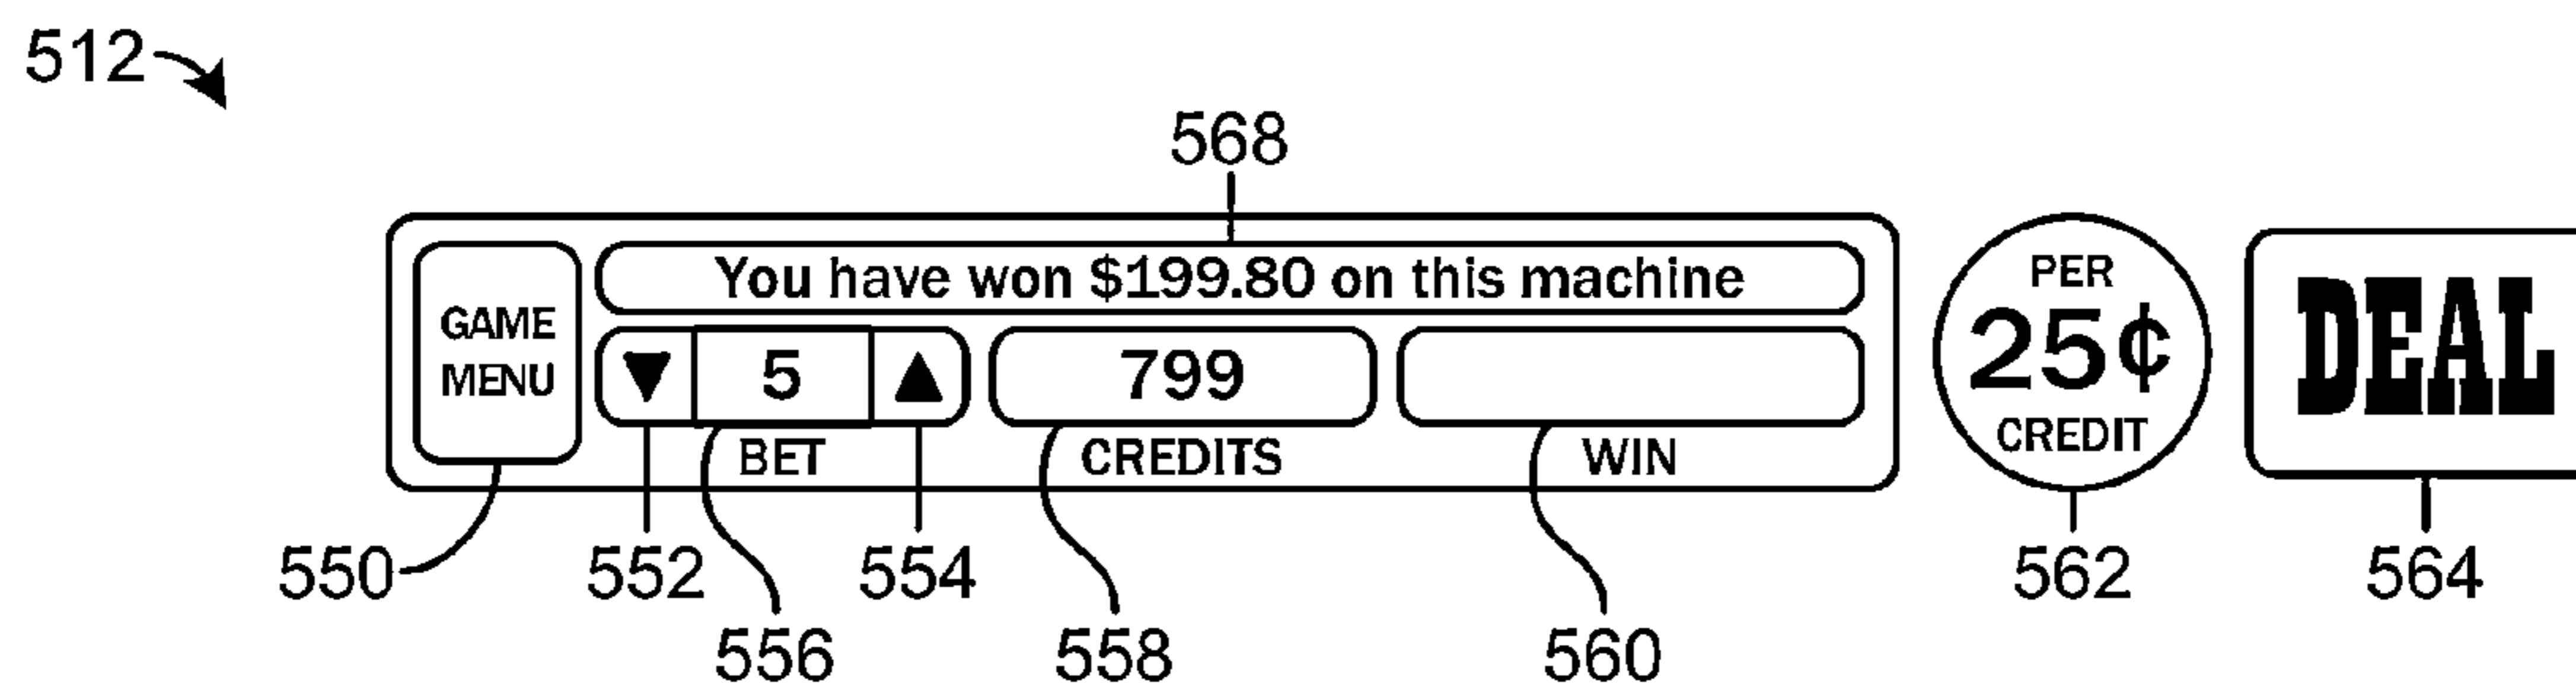 512
568
You have won $199.80 on this machine
GAME
MENU
5
799
BET
CREDITS
WIN
PER
25¢
CREDIT
DEAL
550
552
554
562
564
556
558
560